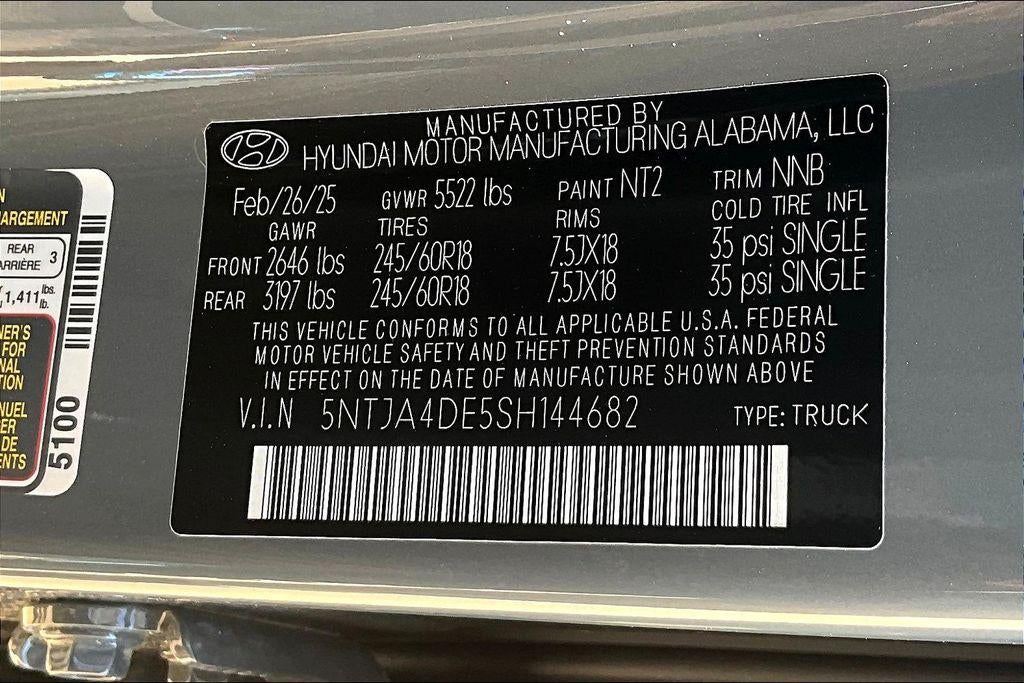 MANUFACTURED BY
HYUNDAI MOTOR MANUFACTURING ALABAMA, LLC
Feb/26/25 GVWR 5522 lbs PAINT NT2 TRIM NNB
GAWR TIRES RIMS COLD TIRE INFL
FRONT 2646 lbs 245/60R18 7.5JX18 35 psi SINGLE
REAR 3197 lbs 245/60R18 7.5JX18 35 psi SINGLE
THIS VEHICLE CONFORMS TO ALL APPLICABLE U.S.A. FEDERAL
MOTOR VEHICLE SAFETY AND THEFT PREVENTION STANDARDS
IN EFFECT ON THE DATE OF MANUFACTURE SHOWN ABOVE
V.I.N 5NTJA4DE5SH144682 TYPE: TRUCK
REAR 3
1,411 lbs.
lb.
FOR
DE
5100